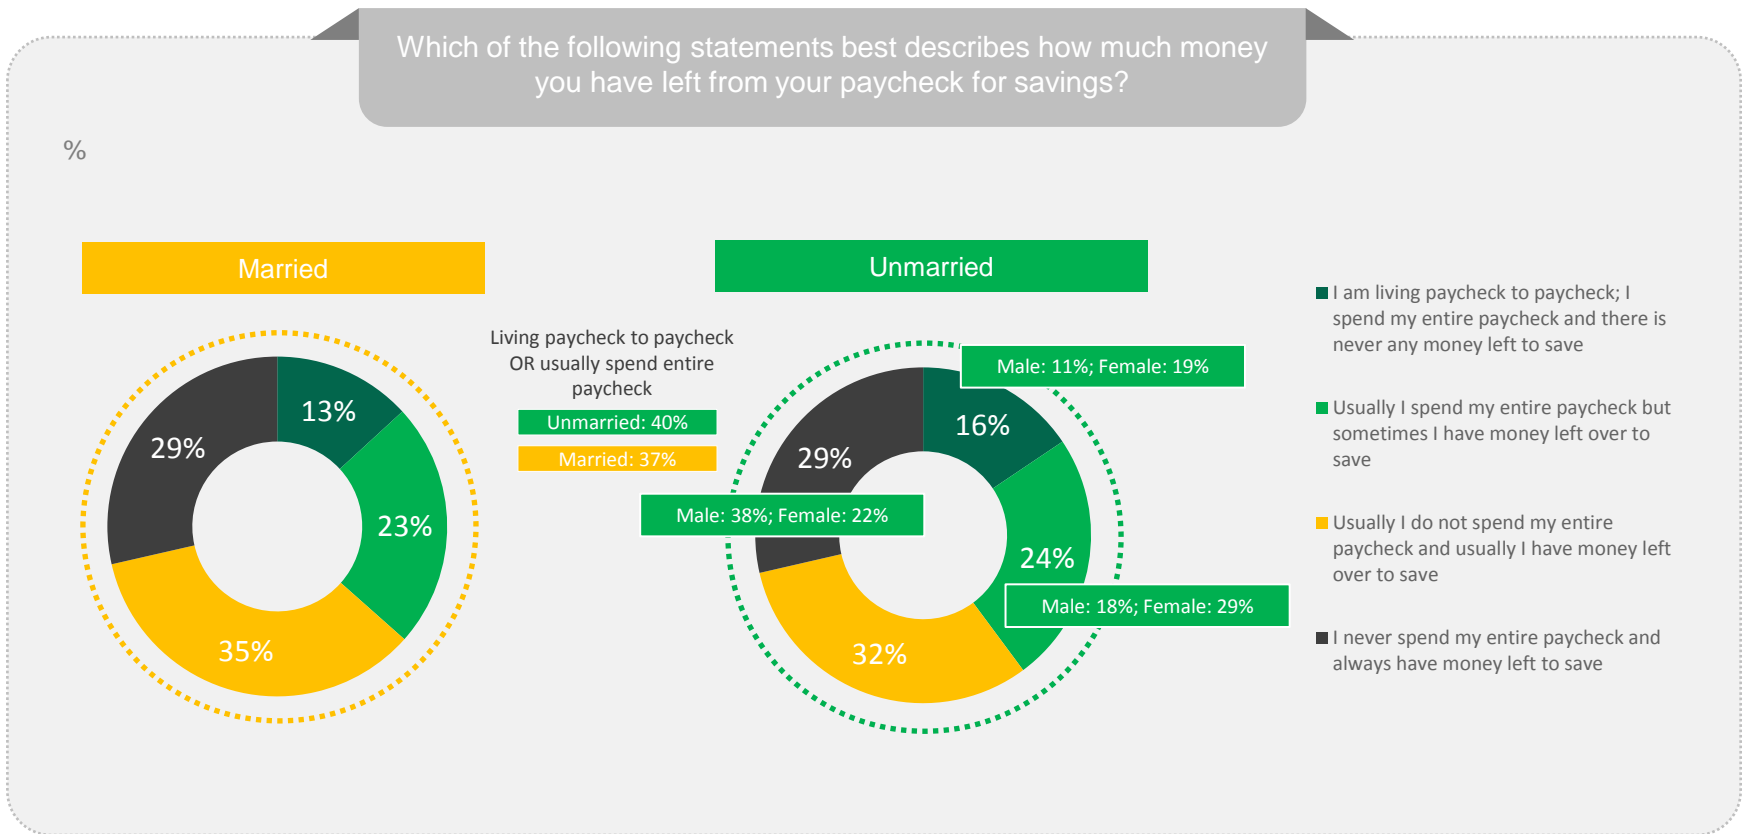 Which of the following statements best describes how much money
you have left from your paycheck for savings?
%
Married
29%
13%
23%
35%
Living paycheck to paycheck
OR usually spend entire
paycheck
Unmarried: 40%
Married: 37%
Unmarried
Male: 11%; Female: 19%
16%
29%
Male: 38%; Female: 22%
24%
Male: 18%; Female: 29%
32%
I am living paycheck to paycheck; I
spend my entire paycheck and there is
never any money left to save
Usually I spend my entire paycheck but
sometimes I have money left over to
save
Usually I do not spend my entire
paycheck and usually I have money left
over to save
I never spend my entire paycheck and
always have money left to save